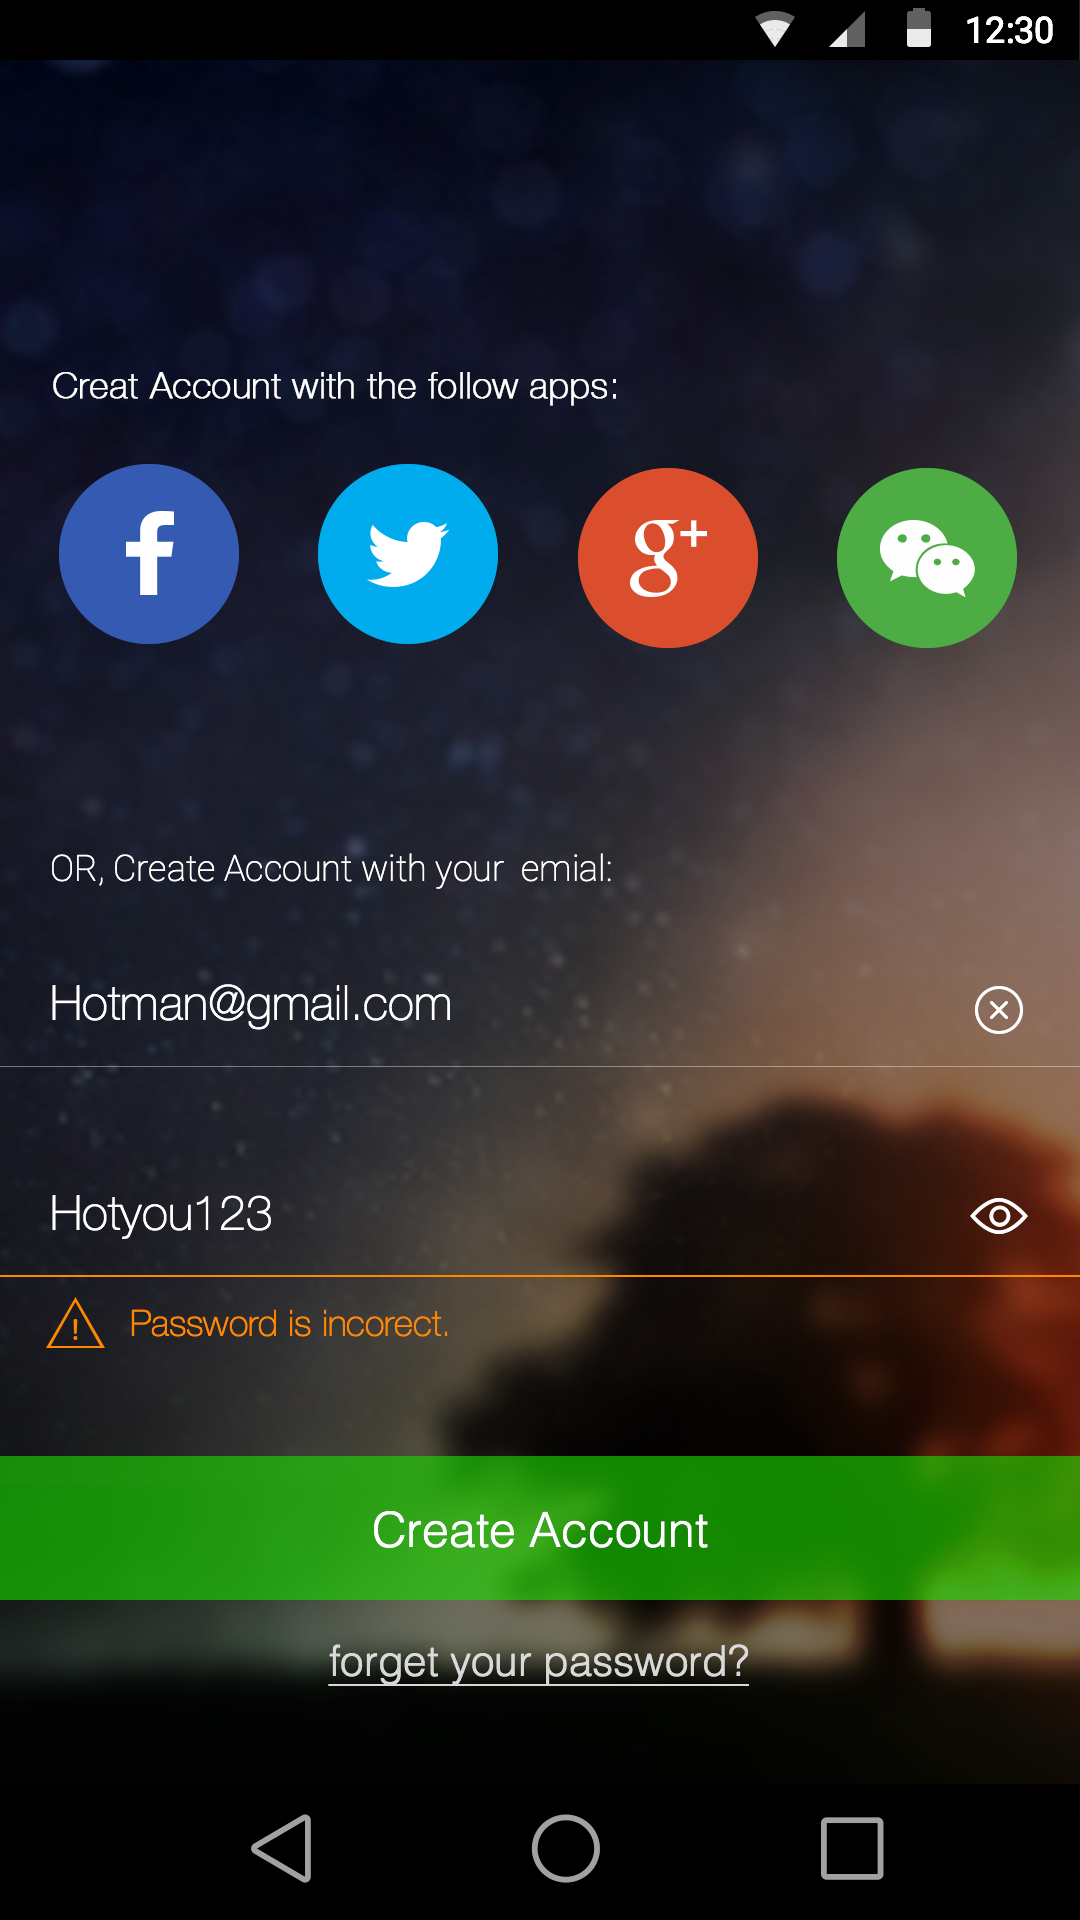 12:30
Creat Account with the follow apps:
f
g+
OR, Create Account with your emial:
Hotman@gmail.com
Hotyou123
! Password is incorect.
Create Account
forget your password?